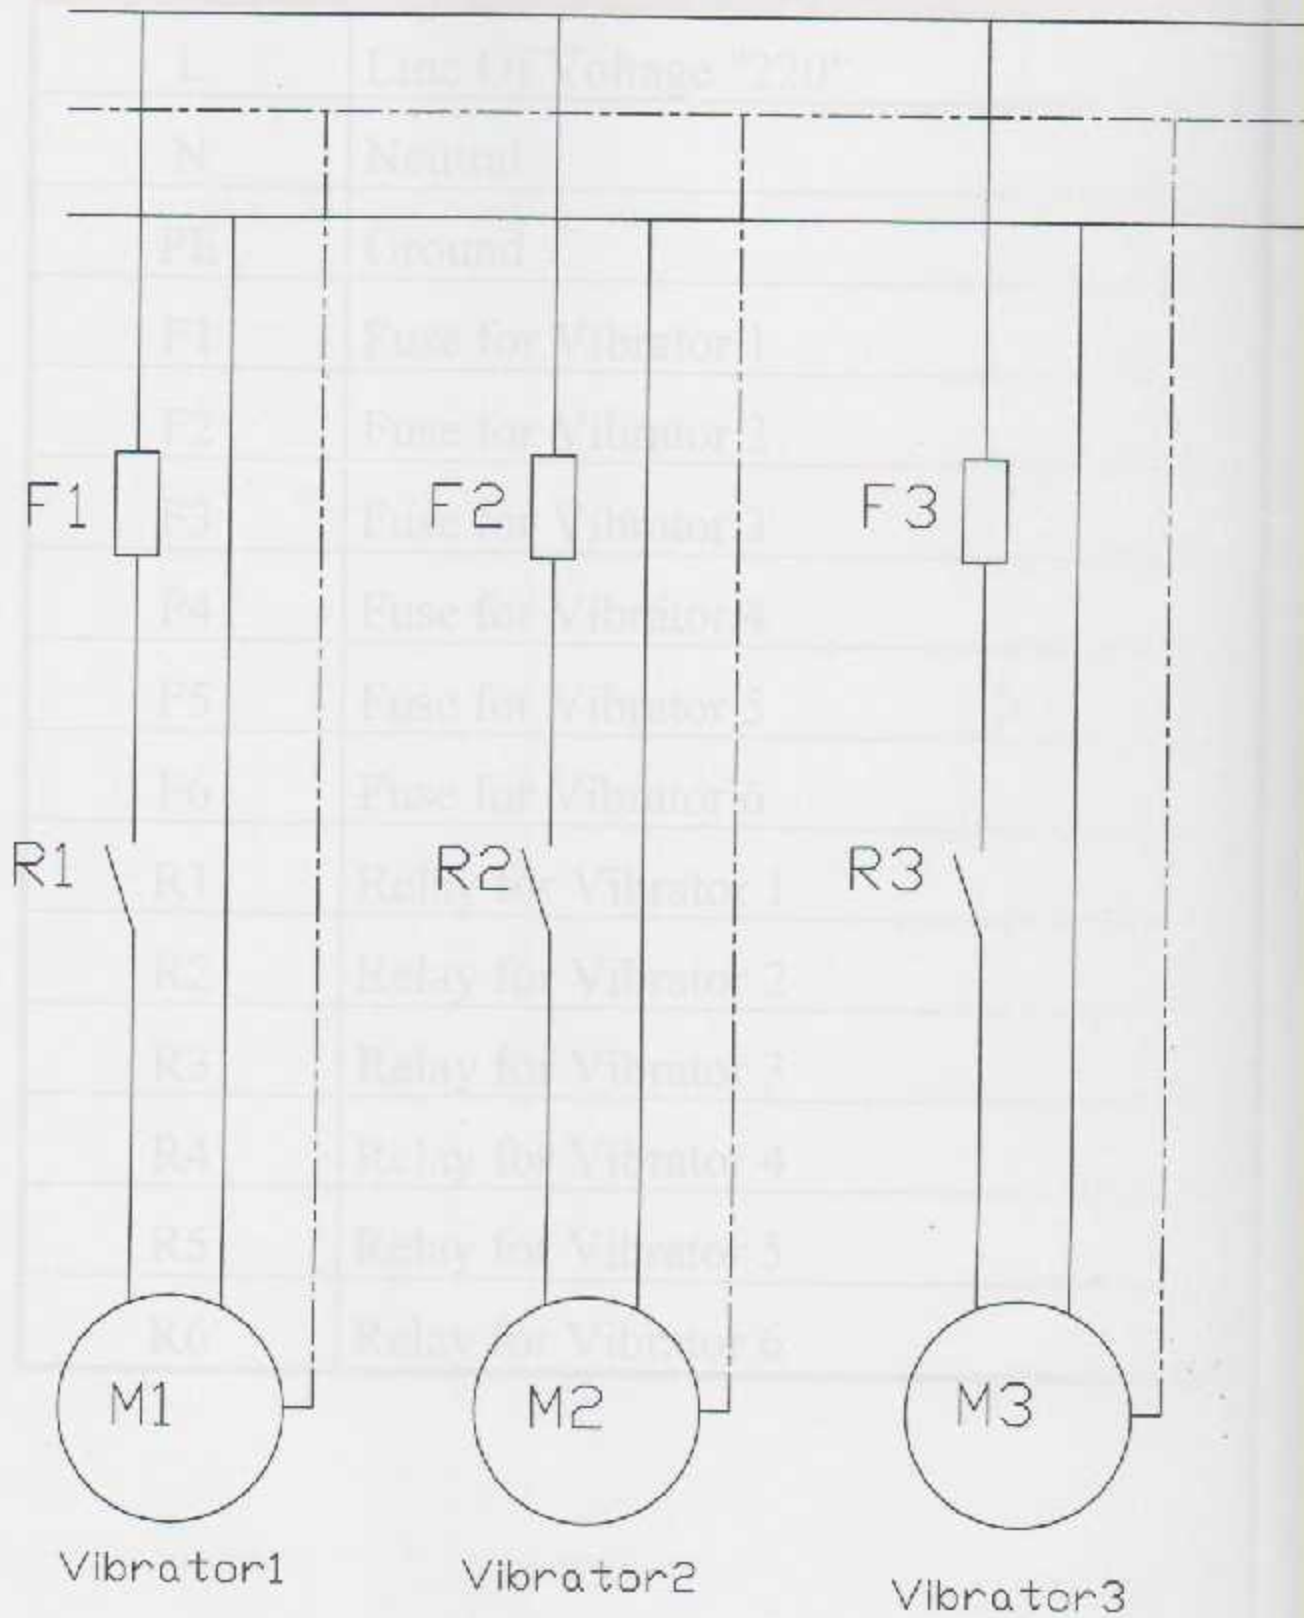 L Line Of Voltage "220"
N Neutral
PE Ground
F1 Fuse for Vibrator 1
F2 Fuse for Vibrator 2
F3 Fuse for Vibrator 3
F4 Fuse for Vibrator 4
F5 Fuse for Vibrator 5
F6 Fuse for Vibrator 6
R1 Relay for Vibrator 1
R2 Relay for Vibrator 2
R3 Relay for Vibrator 3
R4 Relay for Vibrator 4
R5 Relay for Vibrator 5
R6 Relay for Vibrator 6
F1 F2 F3
R1 R2 R3
M1 M2 M3
Vibrator1 Vibrator2 Vibrator3